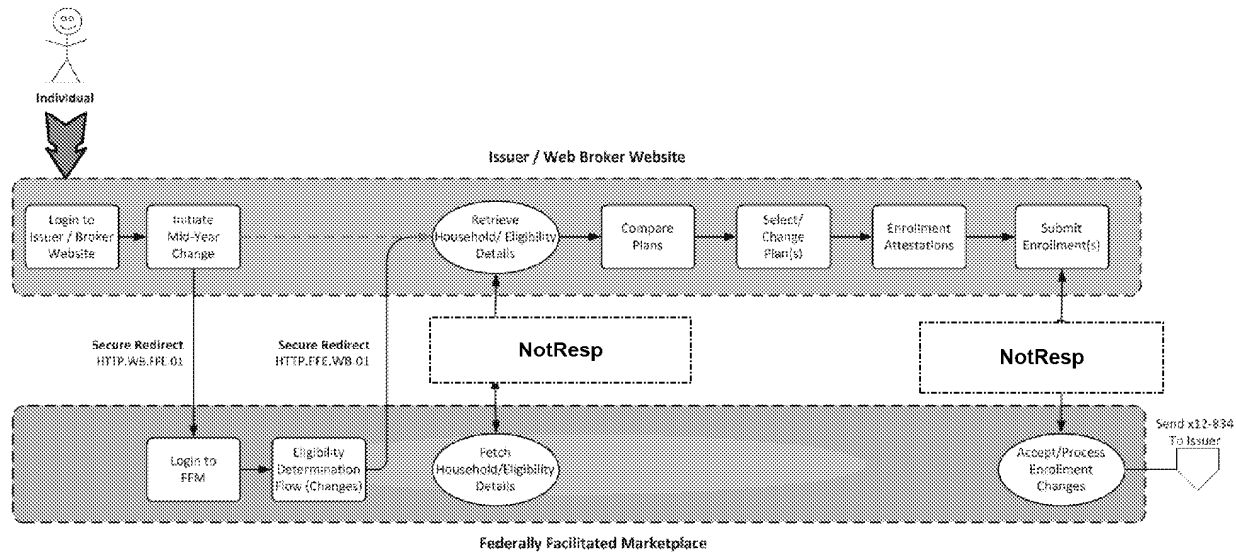 Individual
Issuer / Web Broker Website
Login to
Issuer / Broker
Website
Initiate
Mid-Year
Change
Retrieve
Household/ Eligibility
Details
Compare
Plans
Select/
Change
Plan(s)
Enrollment
Attestations
Submit
Enrollment(s)
Secure Redirect
HTTP.WB.FFE.01
Secure Redirect
HTTP.FFE.WB.01
NotResp
NotResp
Login to
FFM
Eligibility
Determination
Flow (Changes)
Fetch
Household/Eligibility
Details
Accept/Process
Enrollment
Changes
Send x12-834
To Issuer
Federally Facilitated Marketplace